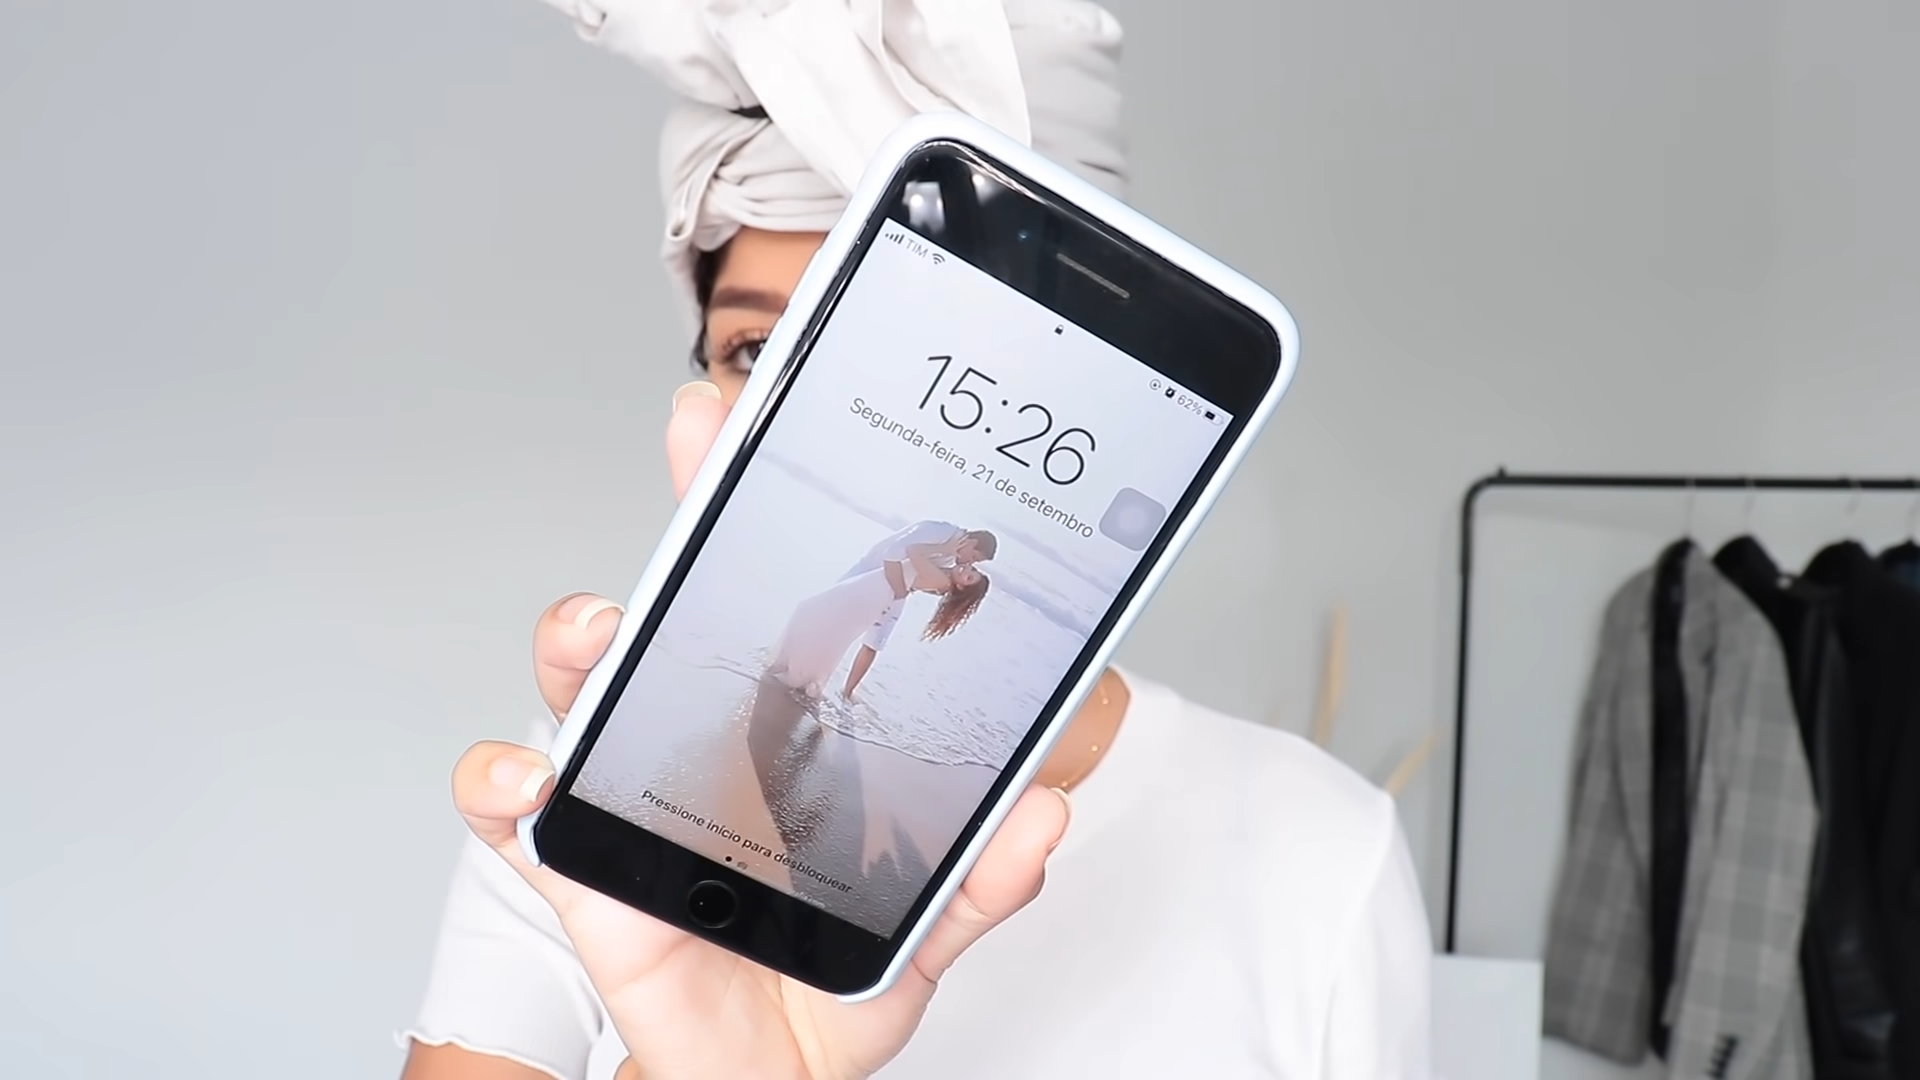 TIM
62%
15:26
Segunda-feira, 21 de setembro
Pressione início para desbloquear